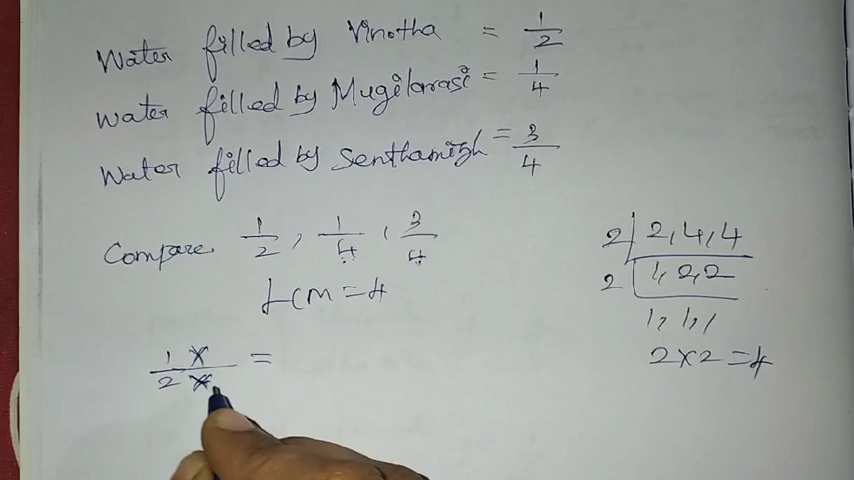 Water filled by Vinotha = 1/2
Water filled by Mugilarasi = 1/4
Water filled by Senthamizh = 3/4
Compare 1/2, 1/4, 3/4
LCM = 4
2 | 2, 4, 4
2 | 1, 2, 2
1, 1, 1
2 × 2 = 4
1 × / 2 × =